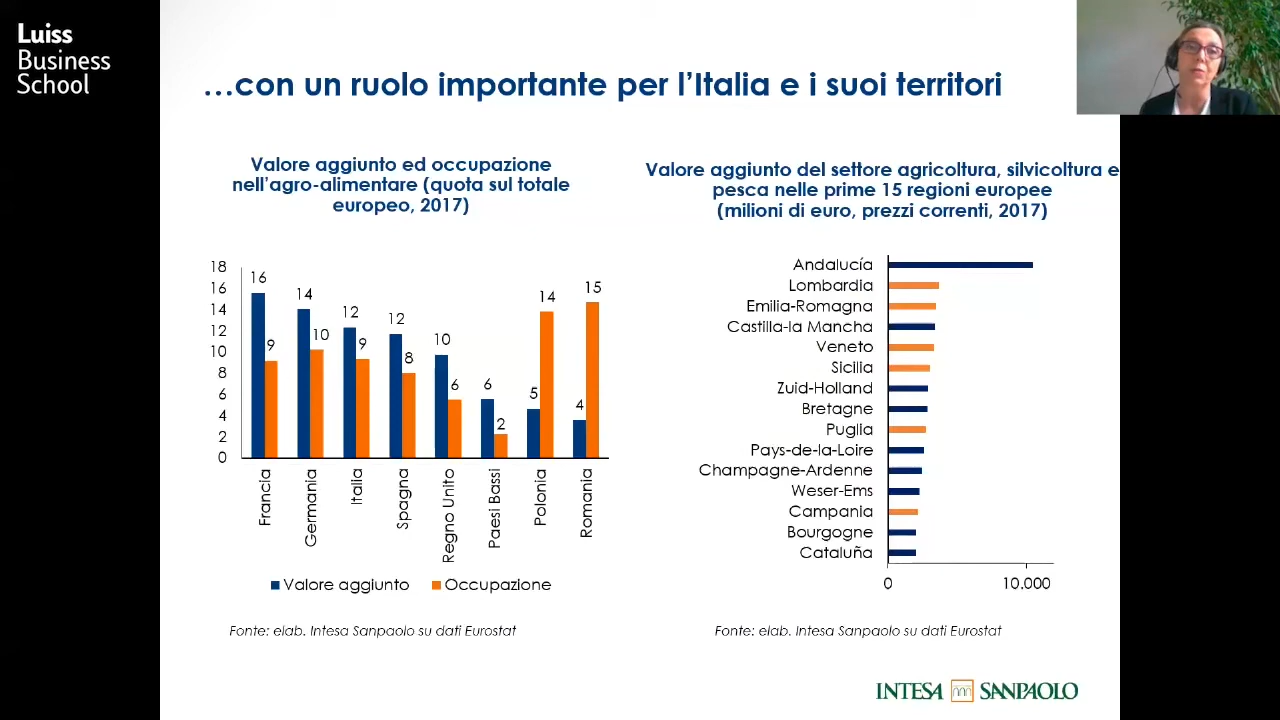 Luiss
Business
School
…con un ruolo importante per l'Italia e i suoi territori
Valore aggiunto ed occupazione
nell'agro-alimentare (quota sul totale
europeo, 2017)
18
16
14
12
10
8
6
4
2
0
16
9
14
10
12
9
12
8
10
6
6
2
5
14
4
15
Francia
Germania
Italia
Spagna
Regno Unito
Paesi Bassi
Polonia
Romania
Valore aggiunto
Occupazione
Fonte: elab. Intesa Sanpaolo su dati Eurostat
Valore aggiunto del settore agricoltura, silvicoltura e
pesca nelle prime 15 regioni europee
(milioni di euro, prezzi correnti, 2017)
Andalucía
Lombardia
Emilia-Romagna
Castilla-la Mancha
Veneto
Sicilia
Zuid-Holland
Bretagne
Puglia
Pays-de-la-Loire
Champagne-Ardenne
Weser-Ems
Campania
Bourgogne
Cataluña
0
10.000
Fonte: elab. Intesa Sanpaolo su dati Eurostat
INTESA SANPAOLO